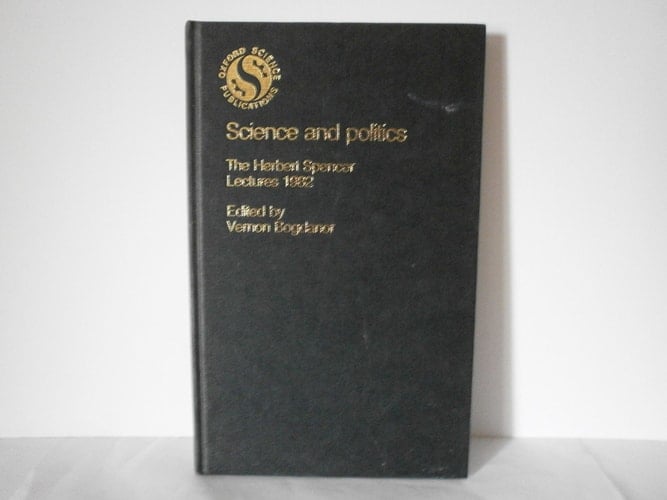 OXFORD SCIENCE PUBLICATIONS
Science and politics
The Herbert Spencer
Lectures 1982
Edited by
Vernon Bogdanor